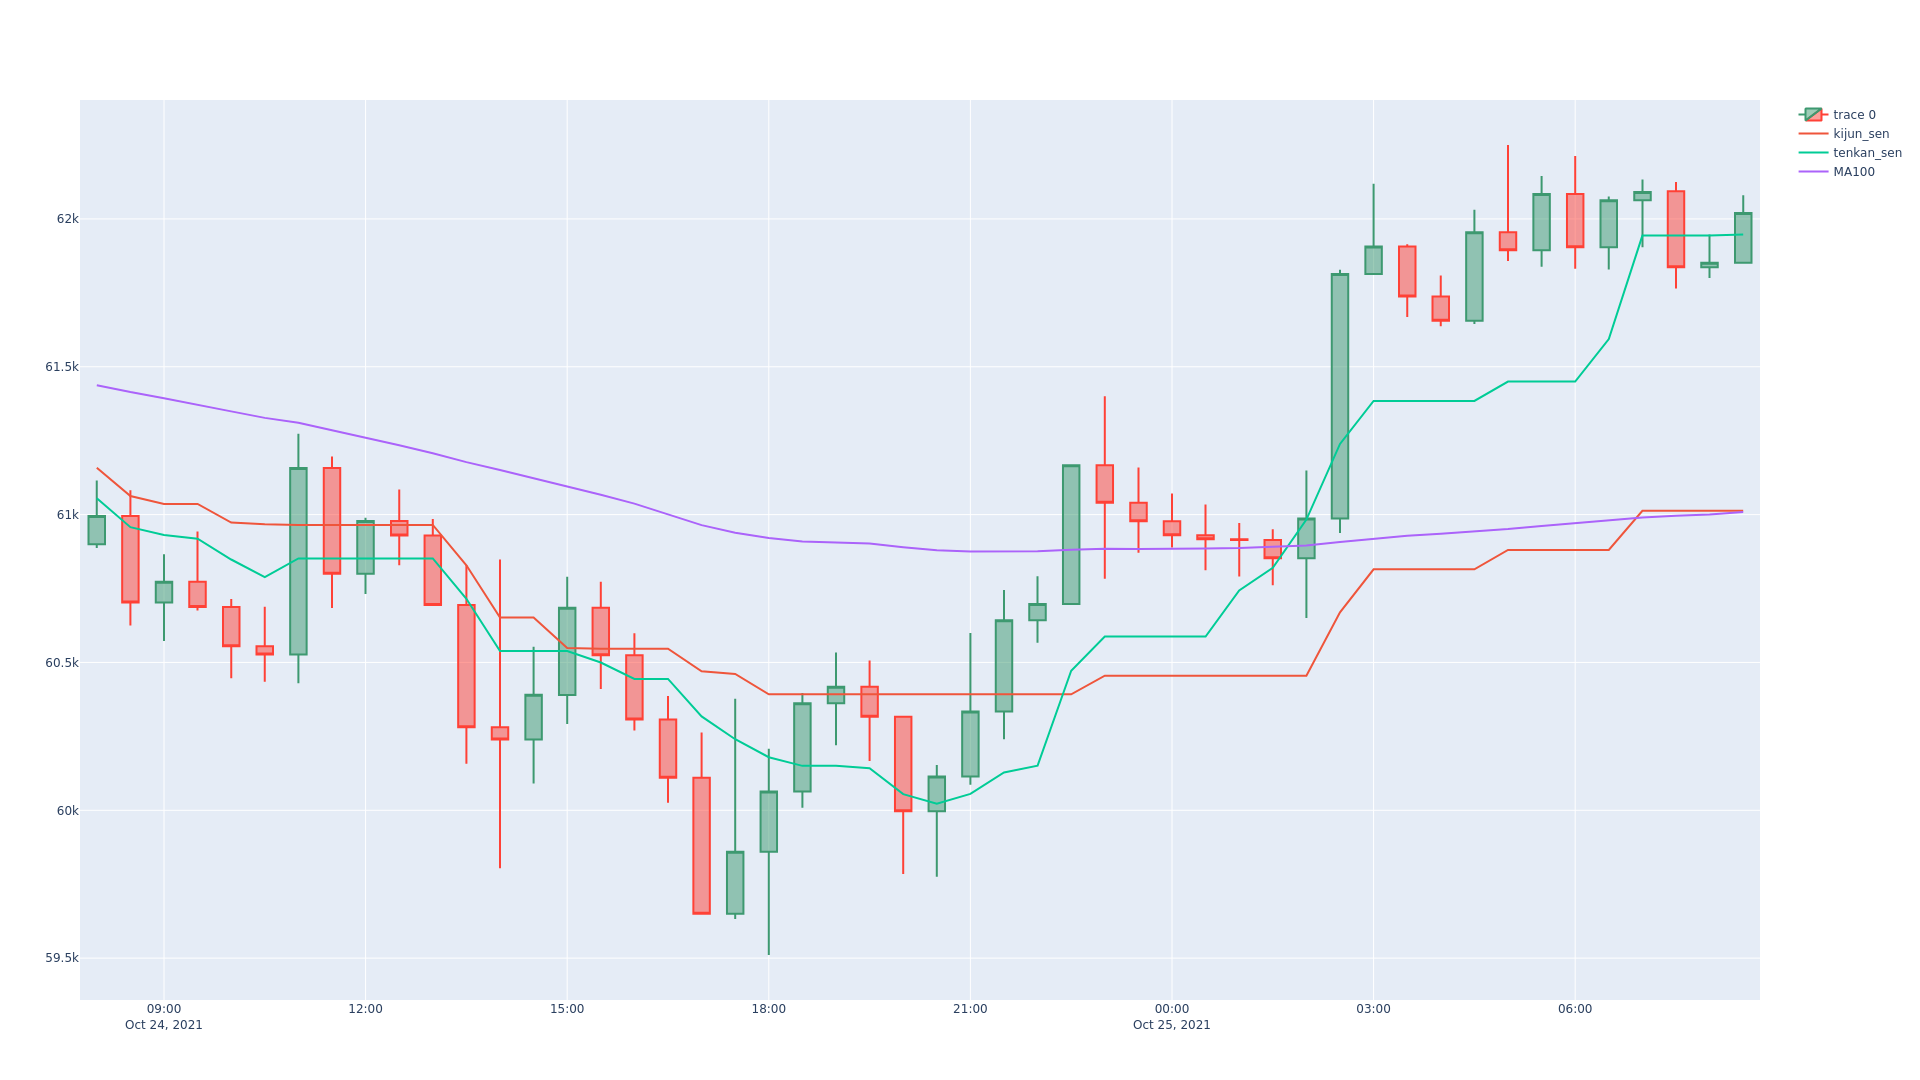 trace 0
kijun_sen
tenkan_sen
MA100
62k
61.5k
61k
60.5k
60k
59.5k
09:00 12:00 15:00 18:00 21:00 00:00 03:00 06:00
Oct 24, 2021 Oct 25, 2021